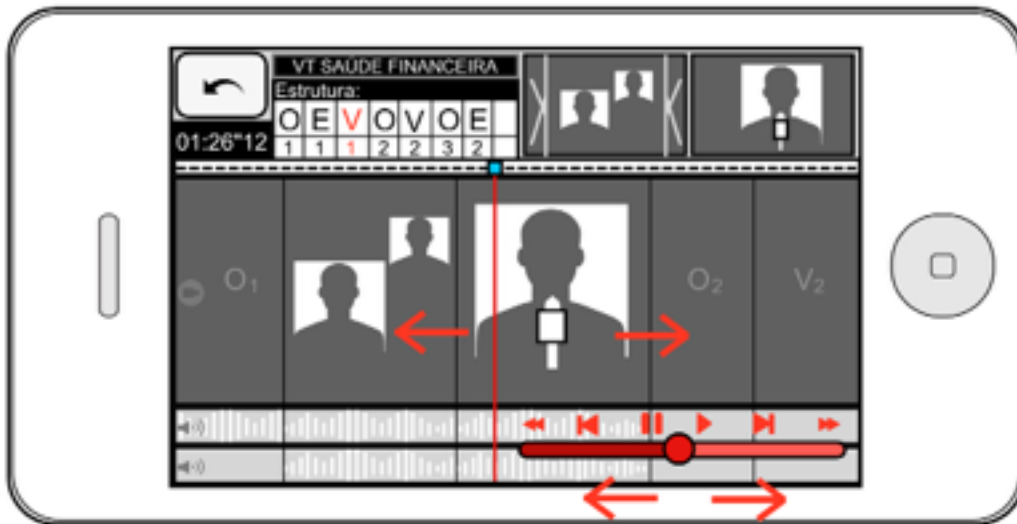 VT SAÚDE FINANCEIRA
Estrutura:
O E V O V O E
01:26"12
1 1 1 2 2 3 2
O1
O2
V2